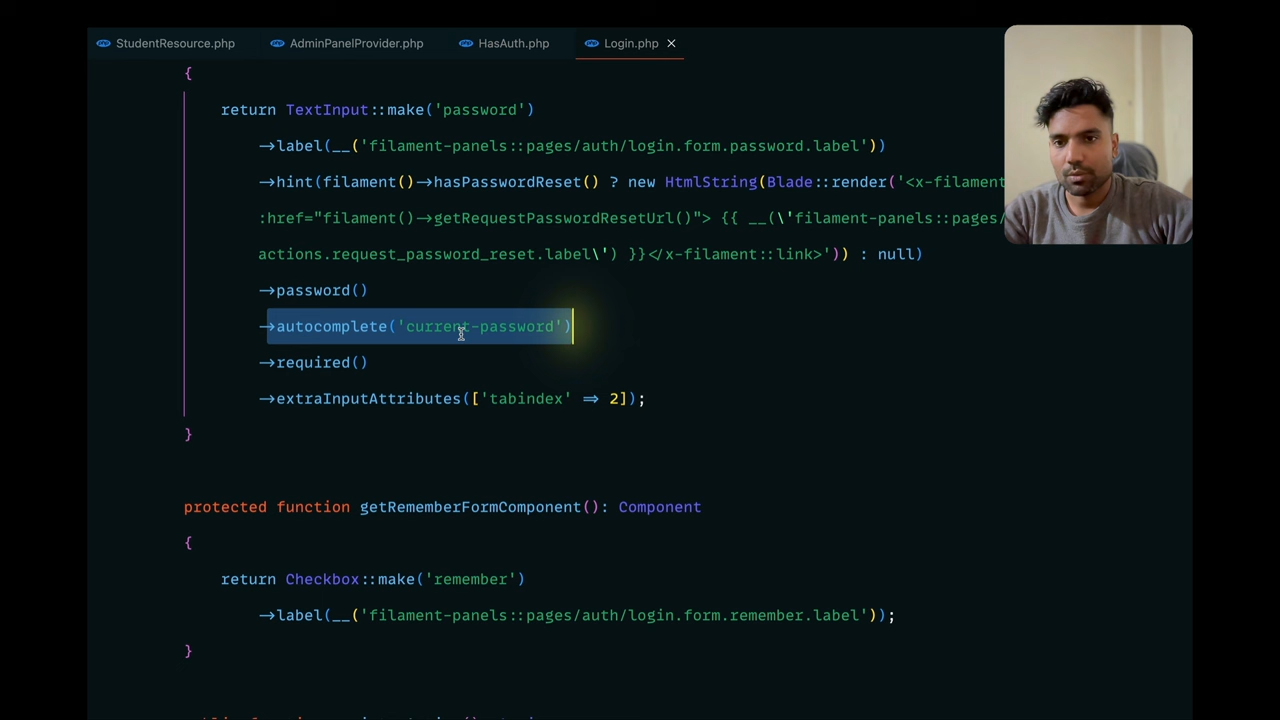 StudentResource.php AdminPanelProvider.php HasAuth.php Login.php
{
return TextInput::make('password')
->label(__('filament-panels::pages/auth/login.form.password.label'))
->hint(filament()->hasPasswordReset() ? new HtmlString(Blade::render('<x-filament
:href="filament()->getRequestPasswordResetUrl()"> {{ __(\'filament-panels::pages/
actions.request_password_reset.label\') }}</x-filament::link>')) : null)
->password()
->autocomplete('current-password')
->required()
->extraInputAttributes(['tabindex' => 2]);
}
protected function getRememberFormComponent(): Component
{
return Checkbox::make('remember')
->label(__('filament-panels::pages/auth/login.form.remember.label'));
}